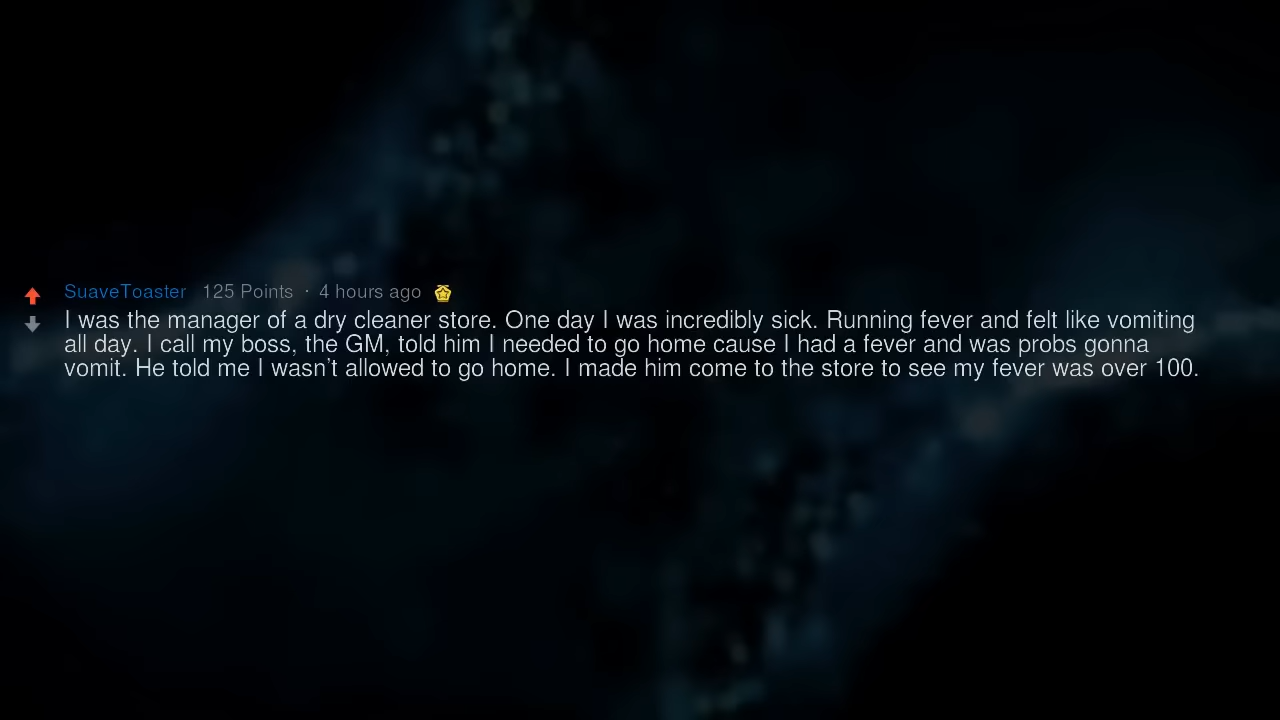 SuaveToaster 125 Points · 4 hours ago
I was the manager of a dry cleaner store. One day I was incredibly sick. Running fever and felt like vomiting
all day. I call my boss, the GM, told him I needed to go home cause I had a fever and was probs gonna
vomit. He told me I wasn't allowed to go home. I made him come to the store to see my fever was over 100.